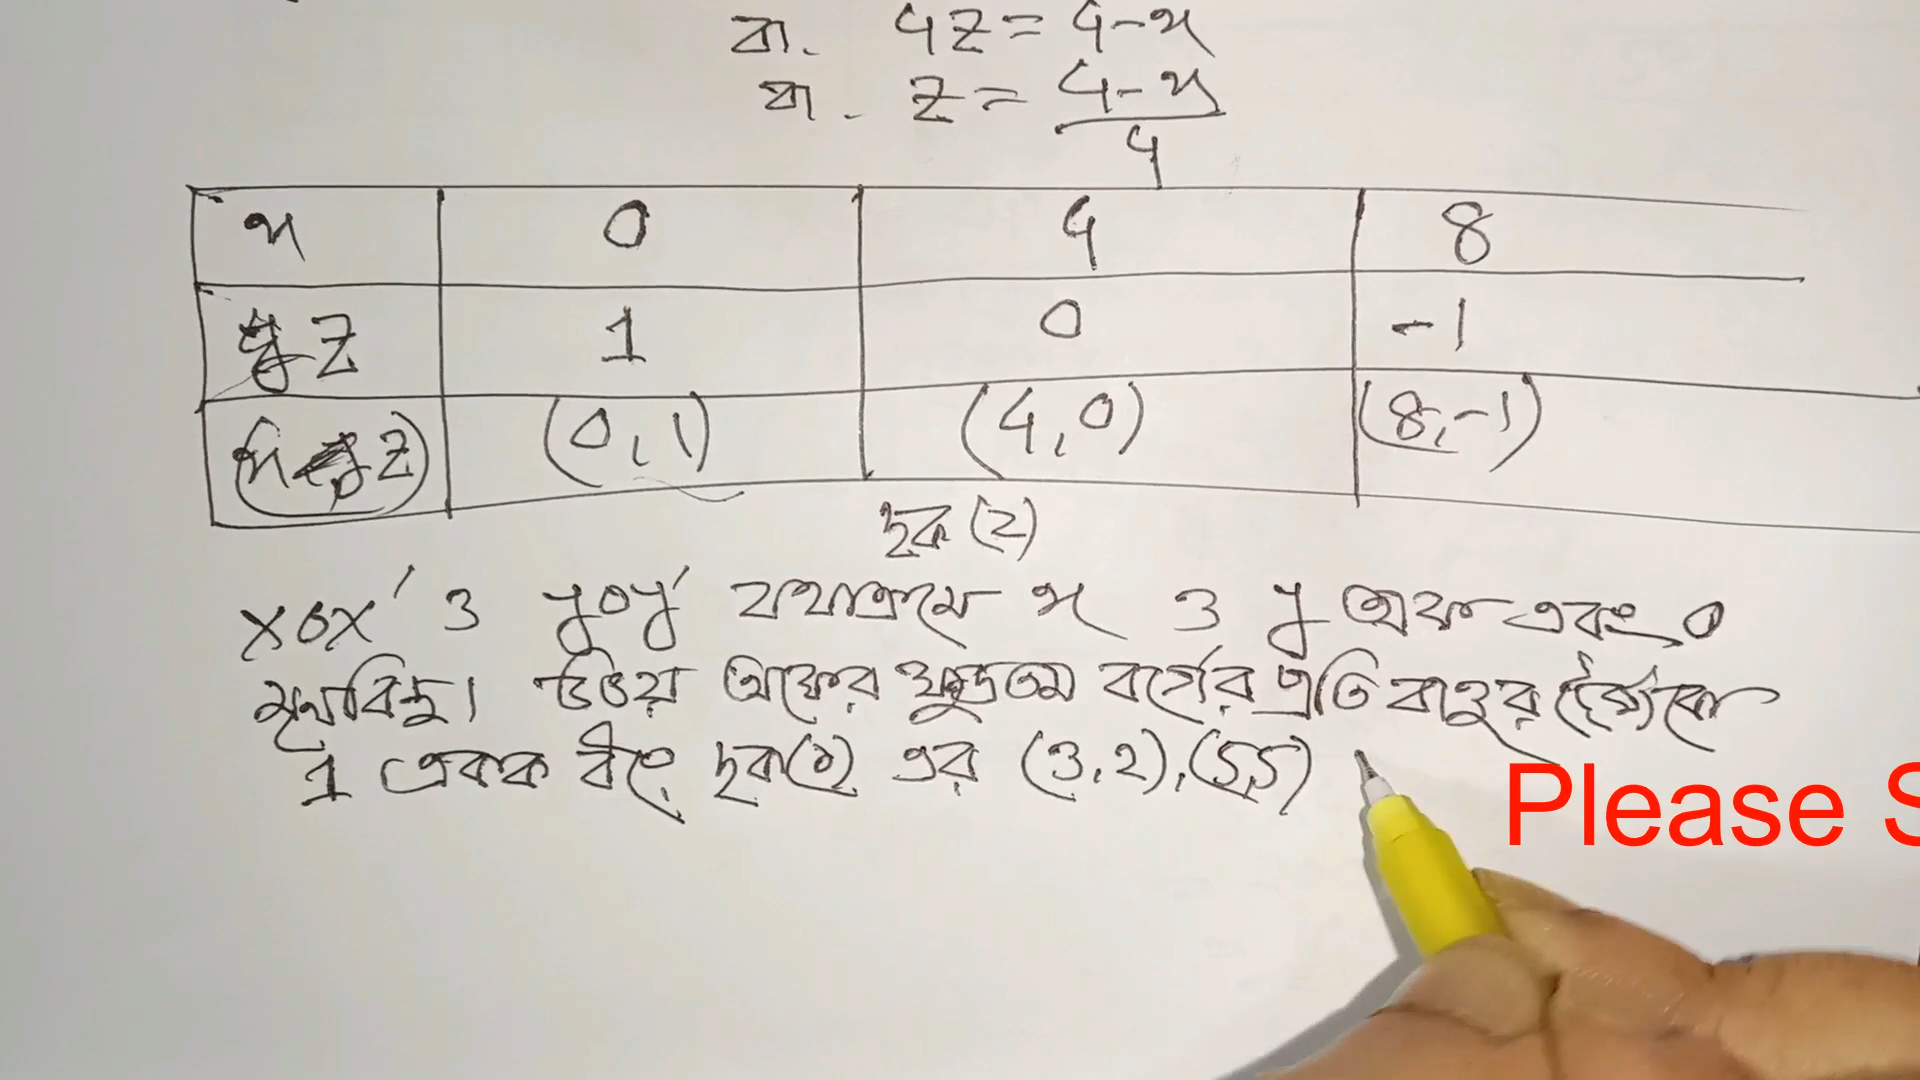 বা. 4z = 4-x
বা. z = 4-x
4
x 0 4 8
z 1 0 -1
(x, z) (0,1) (4,0) (8,-1)
ছক (২)
XOX' ও yoy' যথাক্রমে x ও y অক্ষ এবং 0
মূলবিন্দু। উভয় অক্ষের ক্ষুদ্রতম বর্গের প্রতি বাহুর দৈর্ঘ্যকে
1 একক ধরে ছক(১) এর (3,2),(5,5)
Please S